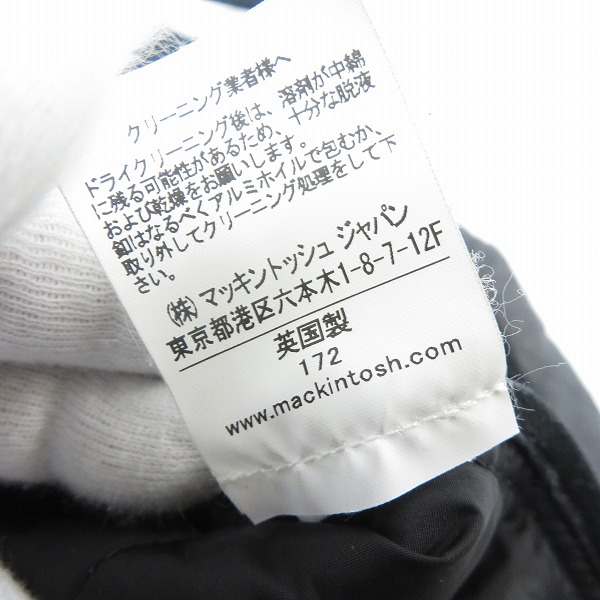 クリーニング業者様へ
ドライクリーニング後は、溶剤が中綿
に残る可能性があるため、十分な脱液
および乾燥をお願いします。
釦はなるべくアルミホイルで包むか、
取り外してクリーニング処理をして下
さい。
(株) マッキントッシュ ジャパン
東京都港区六本木1-8-7-12F
英国製
172
www.mackintosh.com